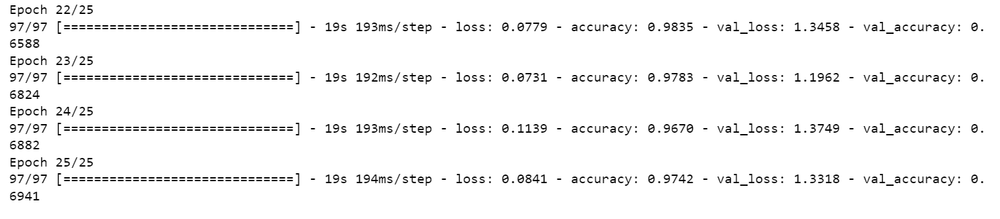 Epoch 22/25
97/97 [==============================] - 19s 193ms/step - loss: 0.0779 - accuracy: 0.9835 - val_loss: 1.3458 - val_accuracy: 0.
6588
Epoch 23/25
97/97 [==============================] - 19s 192ms/step - loss: 0.0731 - accuracy: 0.9783 - val_loss: 1.1962 - val_accuracy: 0.
6824
Epoch 24/25
97/97 [==============================] - 19s 193ms/step - loss: 0.1139 - accuracy: 0.9670 - val_loss: 1.3749 - val_accuracy: 0.
6882
Epoch 25/25
97/97 [==============================] - 19s 194ms/step - loss: 0.0841 - accuracy: 0.9742 - val_loss: 1.3318 - val_accuracy: 0.
6941